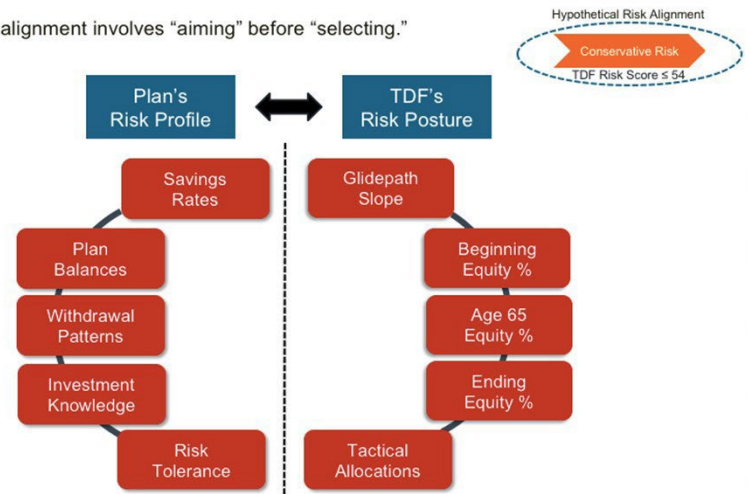 alignment involves “aiming” before “selecting.”
Hypothetical Risk Alignment
Conservative Risk
TDF Risk Score ≤ 54
Plan's
Risk Profile
TDF's
Risk Posture
Savings
Rates
Plan
Balances
Withdrawal
Patterns
Investment
Knowledge
Risk
Tolerance
Glidepath
Slope
Beginning
Equity %
Age 65
Equity %
Ending
Equity %
Tactical
Allocations